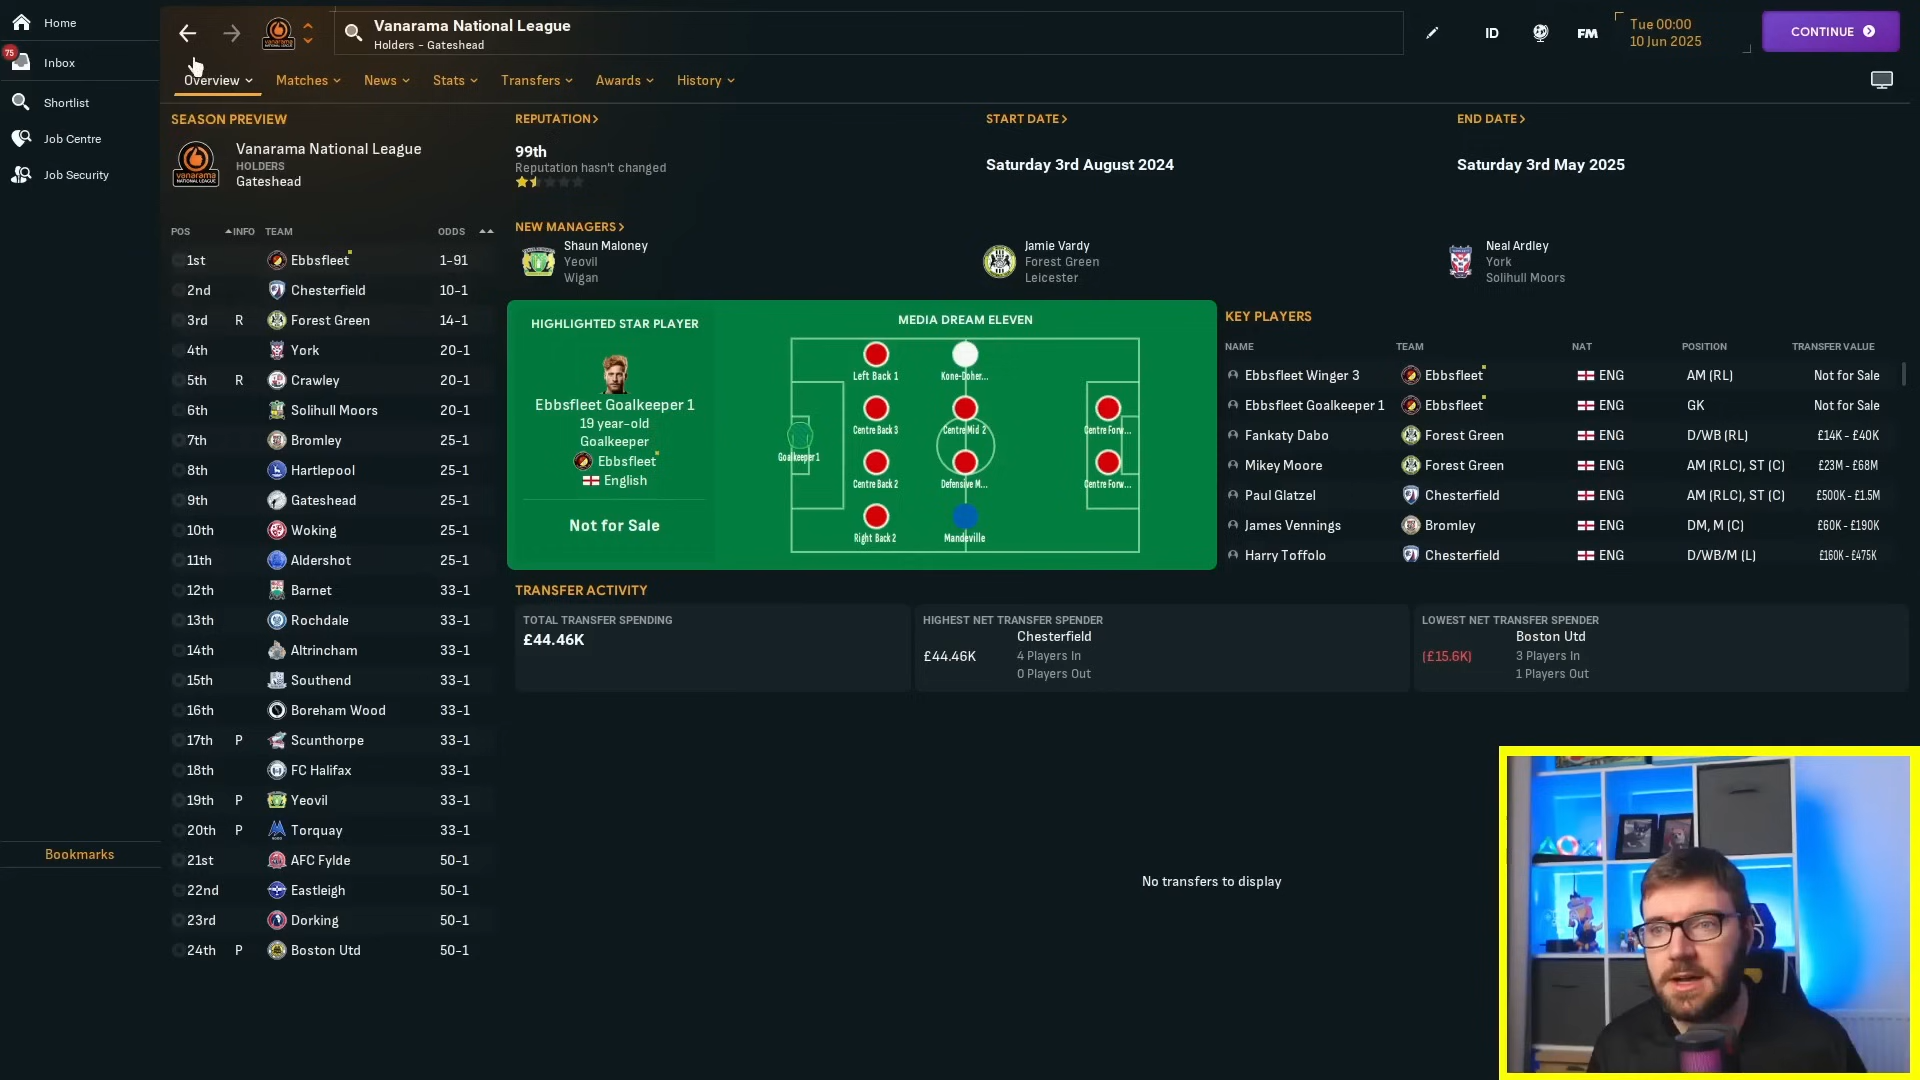 Home
75
Inbox
Shortlist
Job Centre
Job Security
Bookmarks
Vanarama National League
Holders - Gateshead
ID
FM
Tue 00:00
10 Jun 2025
CONTINUE
Overview
Matches
News
Stats
Transfers
Awards
History
SEASON PREVIEW
Vanarama National League
HOLDERS
Gateshead
REPUTATION>
99th
Reputation hasn't changed
START DATE>
Saturday 3rd August 2024
END DATE>
Saturday 3rd May 2025
NEW MANAGERS>
Shaun Maloney
Yeovil
Wigan
Jamie Vardy
Forest Green
Leicester
Neal Ardley
York
Solihull Moors
POS INFO TEAM ODDS
1st Ebbsfleet 1-91
2nd Chesterfield 10-1
3rd R Forest Green 14-1
4th York 20-1
5th R Crawley 20-1
6th Solihull Moors 20-1
7th Bromley 25-1
8th Hartlepool 25-1
9th Gateshead 25-1
10th Woking 25-1
11th Aldershot 25-1
12th Barnet 33-1
13th Rochdale 33-1
14th Altrincham 33-1
15th Southend 33-1
16th Boreham Wood 33-1
17th P Scunthorpe 33-1
18th FC Halifax 33-1
19th P Yeovil 33-1
20th P Torquay 33-1
21st AFC Fylde 50-1
22nd Eastleigh 50-1
23rd Dorking 50-1
24th P Boston Utd 50-1
HIGHLIGHTED STAR PLAYER
Ebbsfleet Goalkeeper 1
19 year-old
Goalkeeper
Ebbsfleet
English
Not for Sale
MEDIA DREAM ELEVEN
Left Back 1
Kone-Doher...
Centre Back 3
Centre Mid 2
Centre Forw...
Goalkeeper 1
Centre Back 2
Defensive M...
Centre Forw...
Right Back 2
Mandeville
KEY PLAYERS
NAME TEAM NAT POSITION TRANSFER VALUE
Ebbsfleet Winger 3 Ebbsfleet ENG AM (RL) Not for Sale
Ebbsfleet Goalkeeper 1 Ebbsfleet ENG GK Not for Sale
Fankaty Dabo Forest Green ENG D/WB (RL) £14K - £40K
Mikey Moore Forest Green ENG AM (RLC), ST (C) £23M - £68M
Paul Glatzel Chesterfield ENG AM (RLC), ST (C) £500K - £1.5M
James Vennings Bromley ENG DM, M (C) £60K - £190K
Harry Toffolo Chesterfield ENG D/WB/M (L) £160K - £475K
TRANSFER ACTIVITY
TOTAL TRANSFER SPENDING
£44.46K
HIGHEST NET TRANSFER SPENDER
Chesterfield
£44.46K
4 Players In
0 Players Out
LOWEST NET TRANSFER SPENDER
Boston Utd
(£15.6K)
3 Players In
1 Players Out
No transfers to display